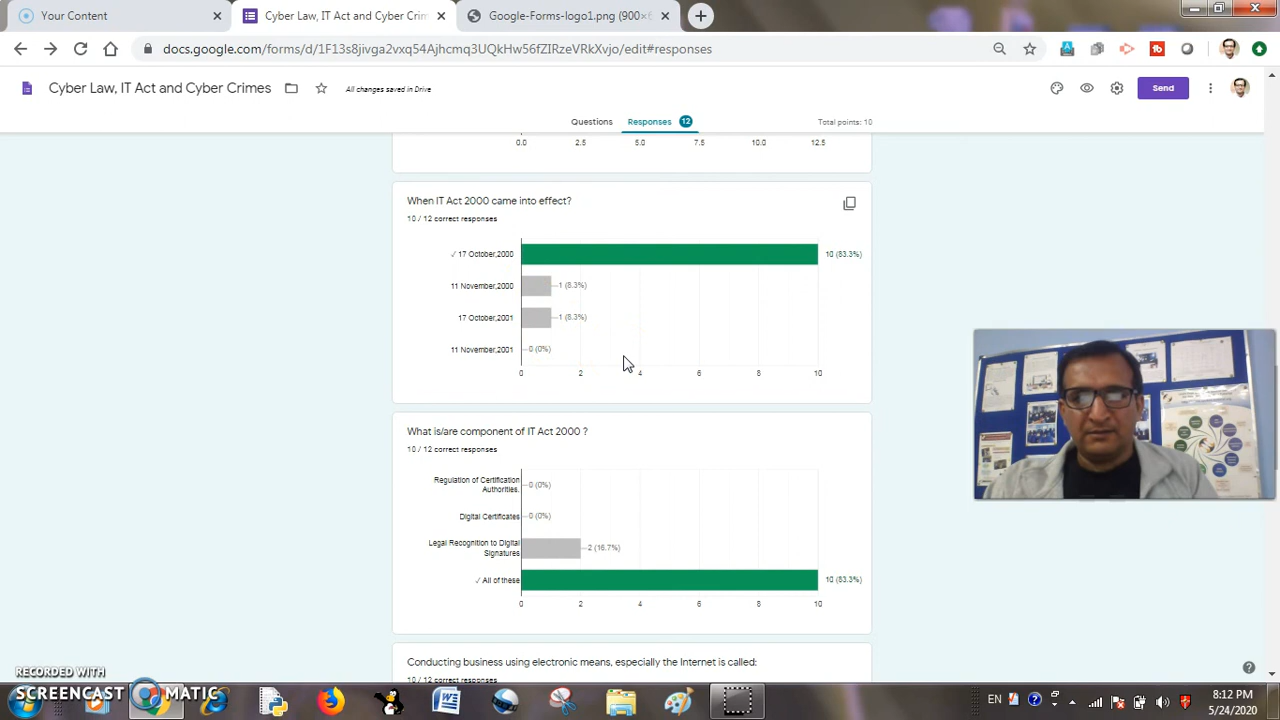 Your Content
Cyber Law, IT Act and Cyber Crim
Google-Forms-logo1.png (900×6
docs.google.com/forms/d/1F13s8jivga2vxq54Ajhcmq3UQkHw56fZIRzeVRkXvjo/edit#responses
Cyber Law, IT Act and Cyber Crimes
All changes saved in Drive
Send
Questions
Responses 12
Total points: 10
0.0 2.5 5.0 7.5 10.0 12.5
When IT Act 2000 came into effect?
10 / 12 correct responses
✓ 17 October,2000
10 (83.3%)
11 November,2000
1 (8.3%)
17 October,2001
1 (8.3%)
11 November,2001
0 (0%)
0 2 4 6 8 10
What is/are component of IT Act 2000 ?
10 / 12 correct responses
Regulation of Certification
Authorities.
0 (0%)
Digital Certificates
0 (0%)
Legal Recognition to Digital
Signatures
2 (16.7%)
✓ All of these
10 (83.3%)
0 2 4 6 8 10
Conducting business using electronic means, especially the Internet is called:
10 / 12 correct responses
RECORDED WITH
SCREENCAST MATIC
EN
8:12 PM
5/24/2020